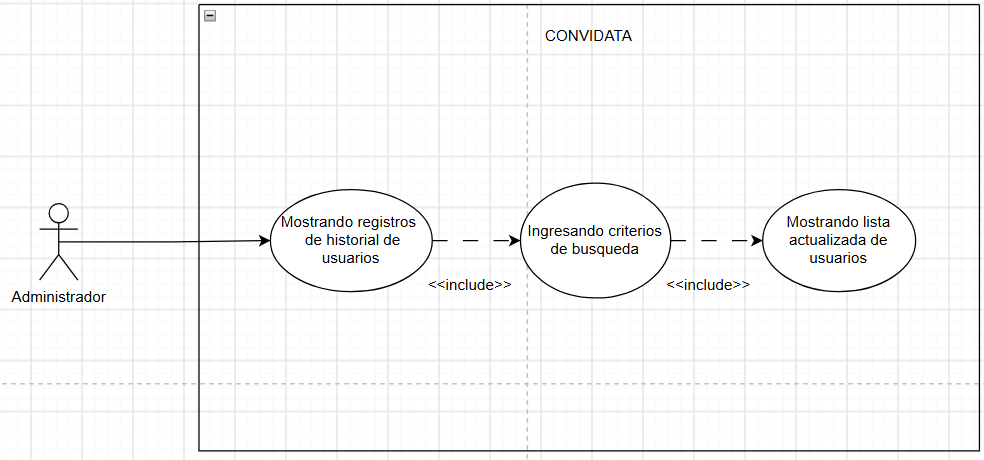 CONVIDATA
Mostrando registros
de historial de
usuarios
Ingresando criterios
de busqueda
Mostrando lista
actualizada de
usuarios
<<include>>
<<include>>
Administrador